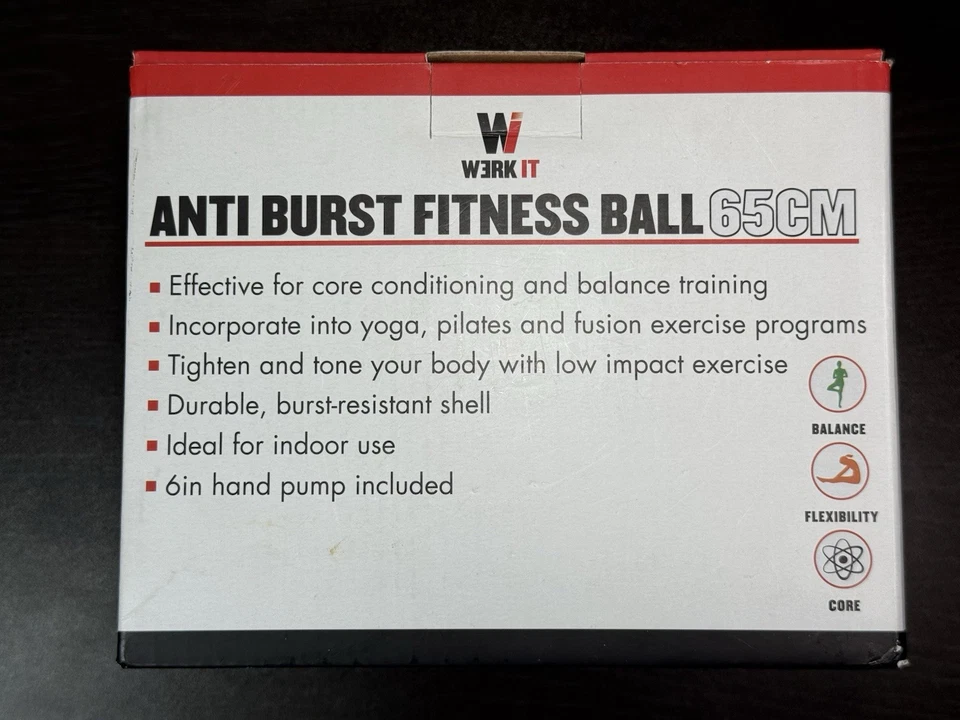 Wi
WERK IT
ANTI BURST FITNESS BALL 65CM
Effective for core conditioning and balance training
Incorporate into yoga, pilates and fusion exercise programs
Tighten and tone your body with low impact exercise
Durable, burst-resistant shell
Ideal for indoor use
6in hand pump included
BALANCE
FLEXIBILITY
CORE